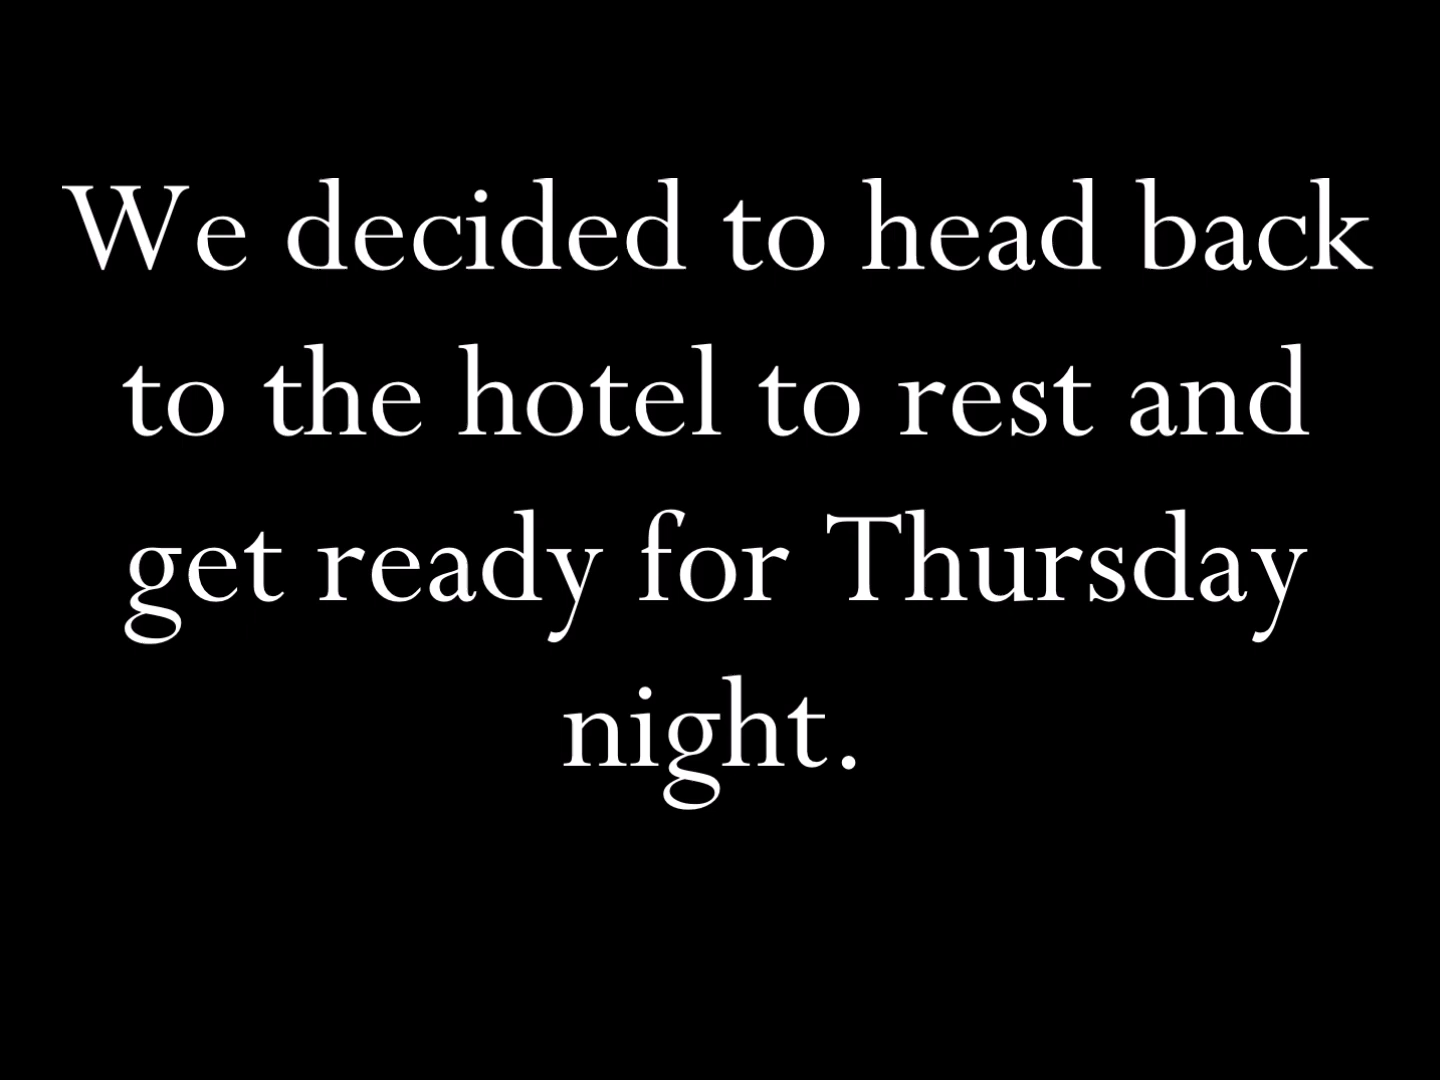 We decided to head back
to the hotel to rest and
get ready for Thursday
night.